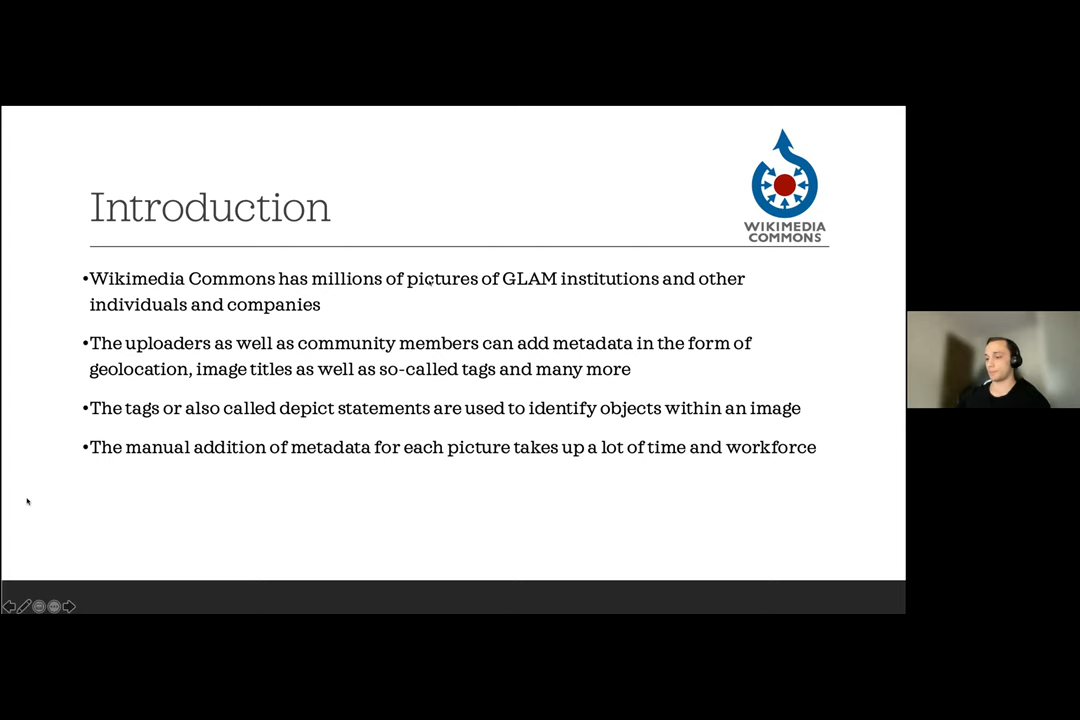 Introduction
WIKIMEDIA
COMMONS
•Wikimedia Commons has millions of pictures of GLAM institutions and other
individuals and companies
•The uploaders as well as community members can add metadata in the form of
geolocation, image titles as well as so-called tags and many more
•The tags or also called depict statements are used to identify objects within an image
•The manual addition of metadata for each picture takes up a lot of time and workforce